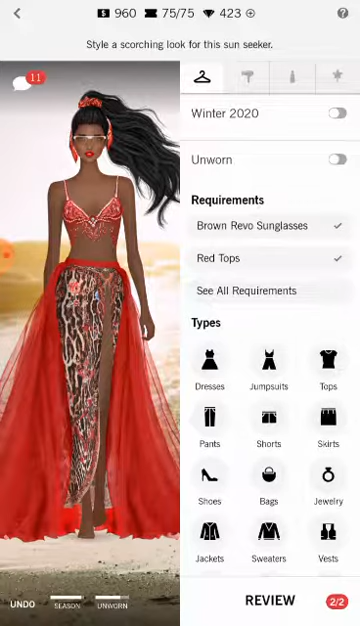 960 75/75 423
Style a scorching look for this sun seeker.
11
Winter 2020
Unworn
Requirements
Brown Revo Sunglasses
Red Tops
See All Requirements
Types
Dresses Jumpsuits Tops
Pants Shorts Skirts
Shoes Bags Jewelry
Jackets Sweaters Vests
UNDO SEASON UNWORN
REVIEW 2/2